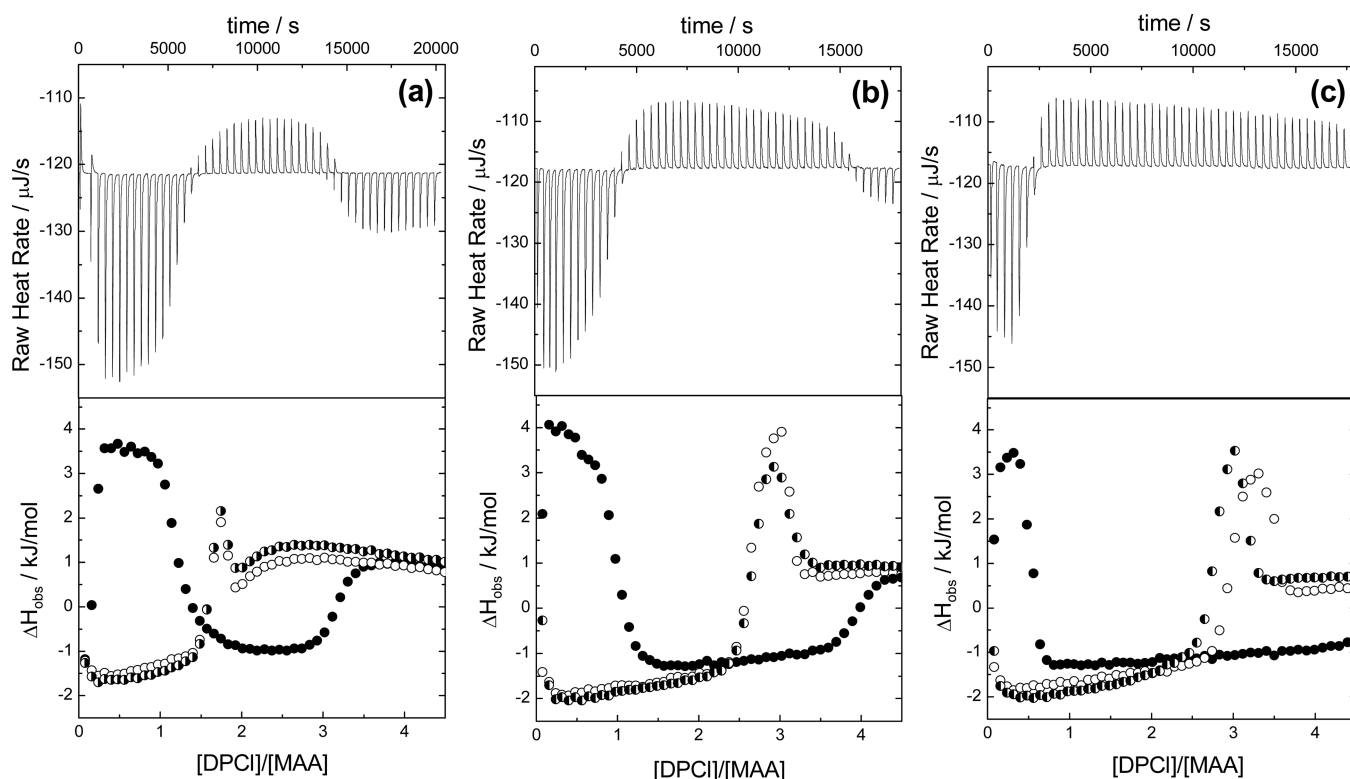 time / s
0 5000 10000 15000 20000
(a)
-110
-120
-130
-140
-150
Raw Heat Rate / μJ/s
4
3
2
1
0
-1
-2
ΔH_obs / kJ/mol
0 1 2 3 4
[DPCl]/[MAA]
time / s
0 5000 10000 15000
(b)
-110
-120
-130
-140
-150
Raw Heat Rate / μJ/s
4
3
2
1
0
-1
-2
ΔH_obs / kJ/mol
0 1 2 3 4
[DPCl]/[MAA]
time / s
0 5000 10000 15000
(c)
-110
-120
-130
-140
-150
Raw Heat Rate / μJ/s
4
3
2
1
0
-1
-2
ΔH_obs / kJ/mol
0 1 2 3 4
[DPCl]/[MAA]